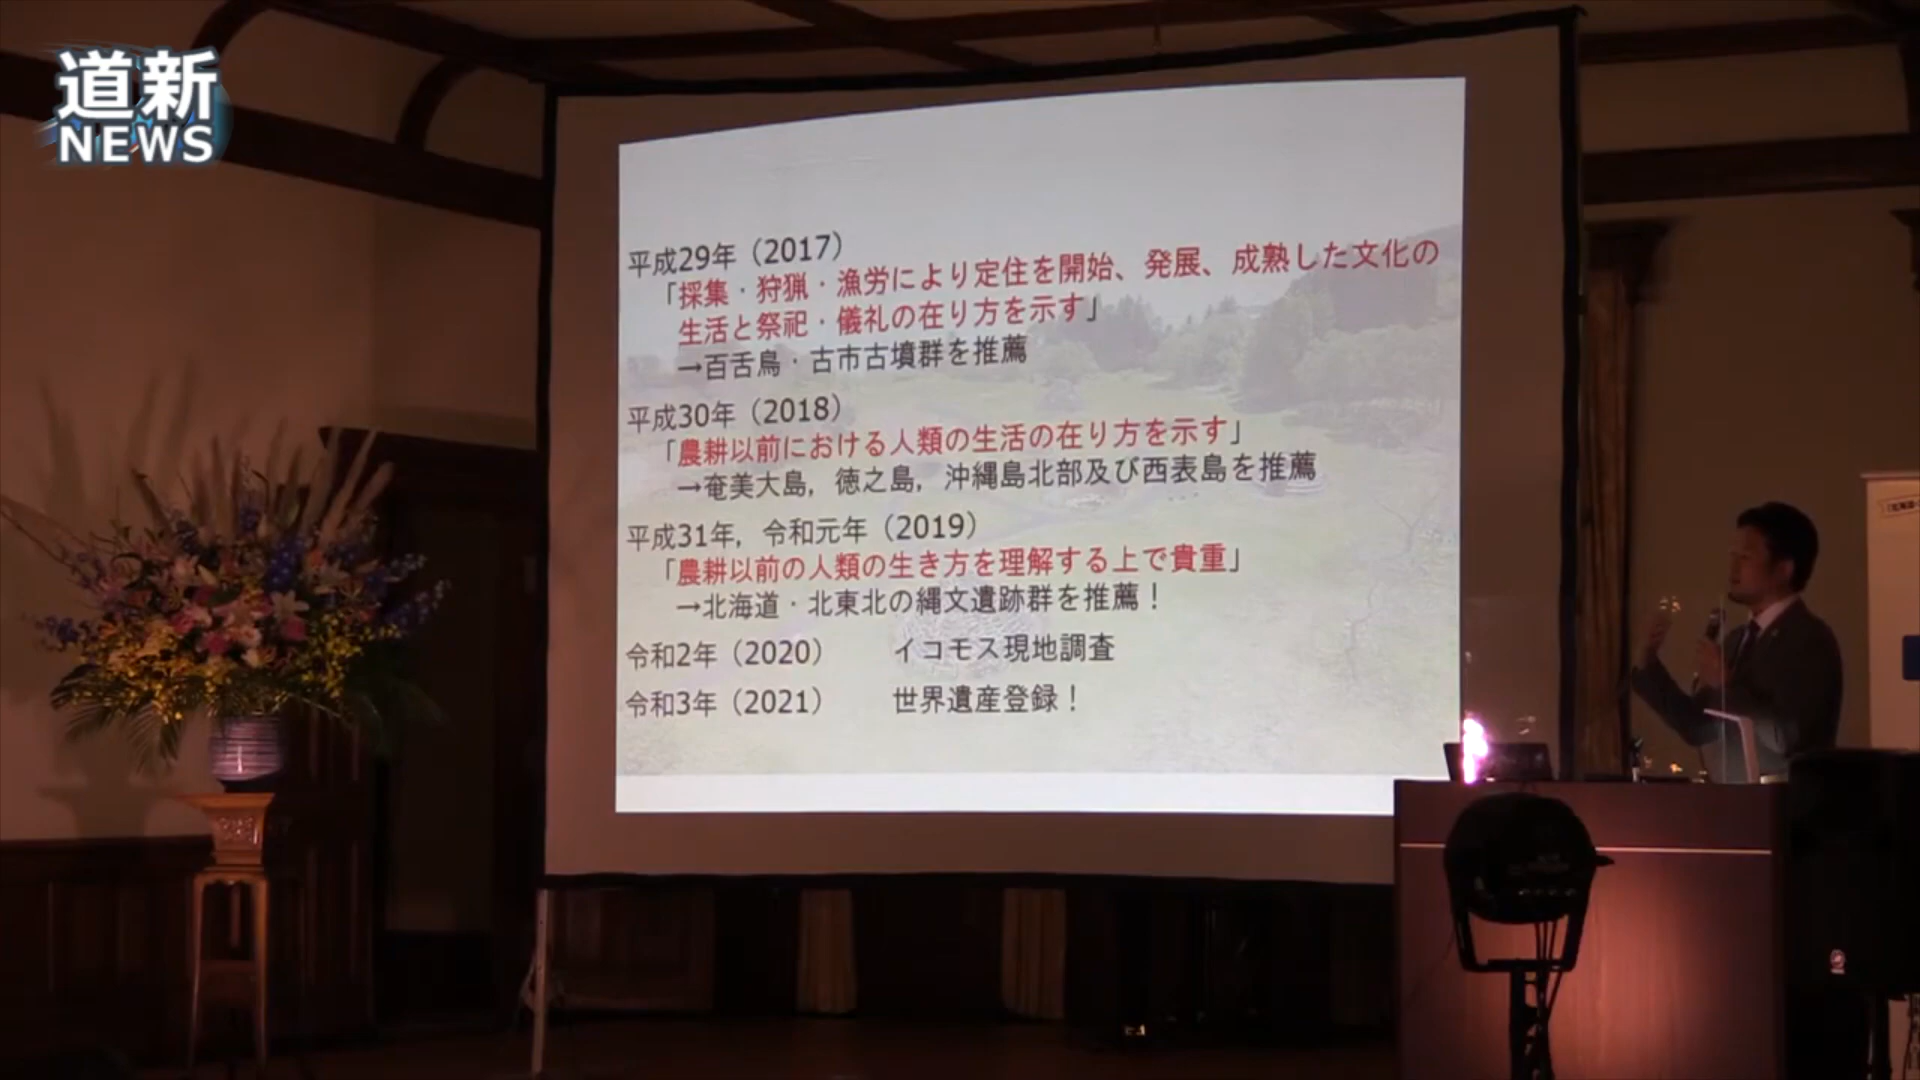 道新
NEWS
平成29年（2017）
「採集・狩猟・漁労により定住を開始、発展、成熟した文化の
生活と祭祀・儀礼の在り方を示す」
→百舌鳥・古市古墳群を推薦
平成30年（2018）
「農耕以前における人類の生活の在り方を示す」
→奄美大島，徳之島，沖縄島北部及び西表島を推薦
平成31年，令和元年（2019）
「農耕以前の人類の生き方を理解する上で貴重」
→北海道・北東北の縄文遺跡群を推薦！
令和2年（2020） イコモス現地調査
令和3年（2021） 世界遺産登録！